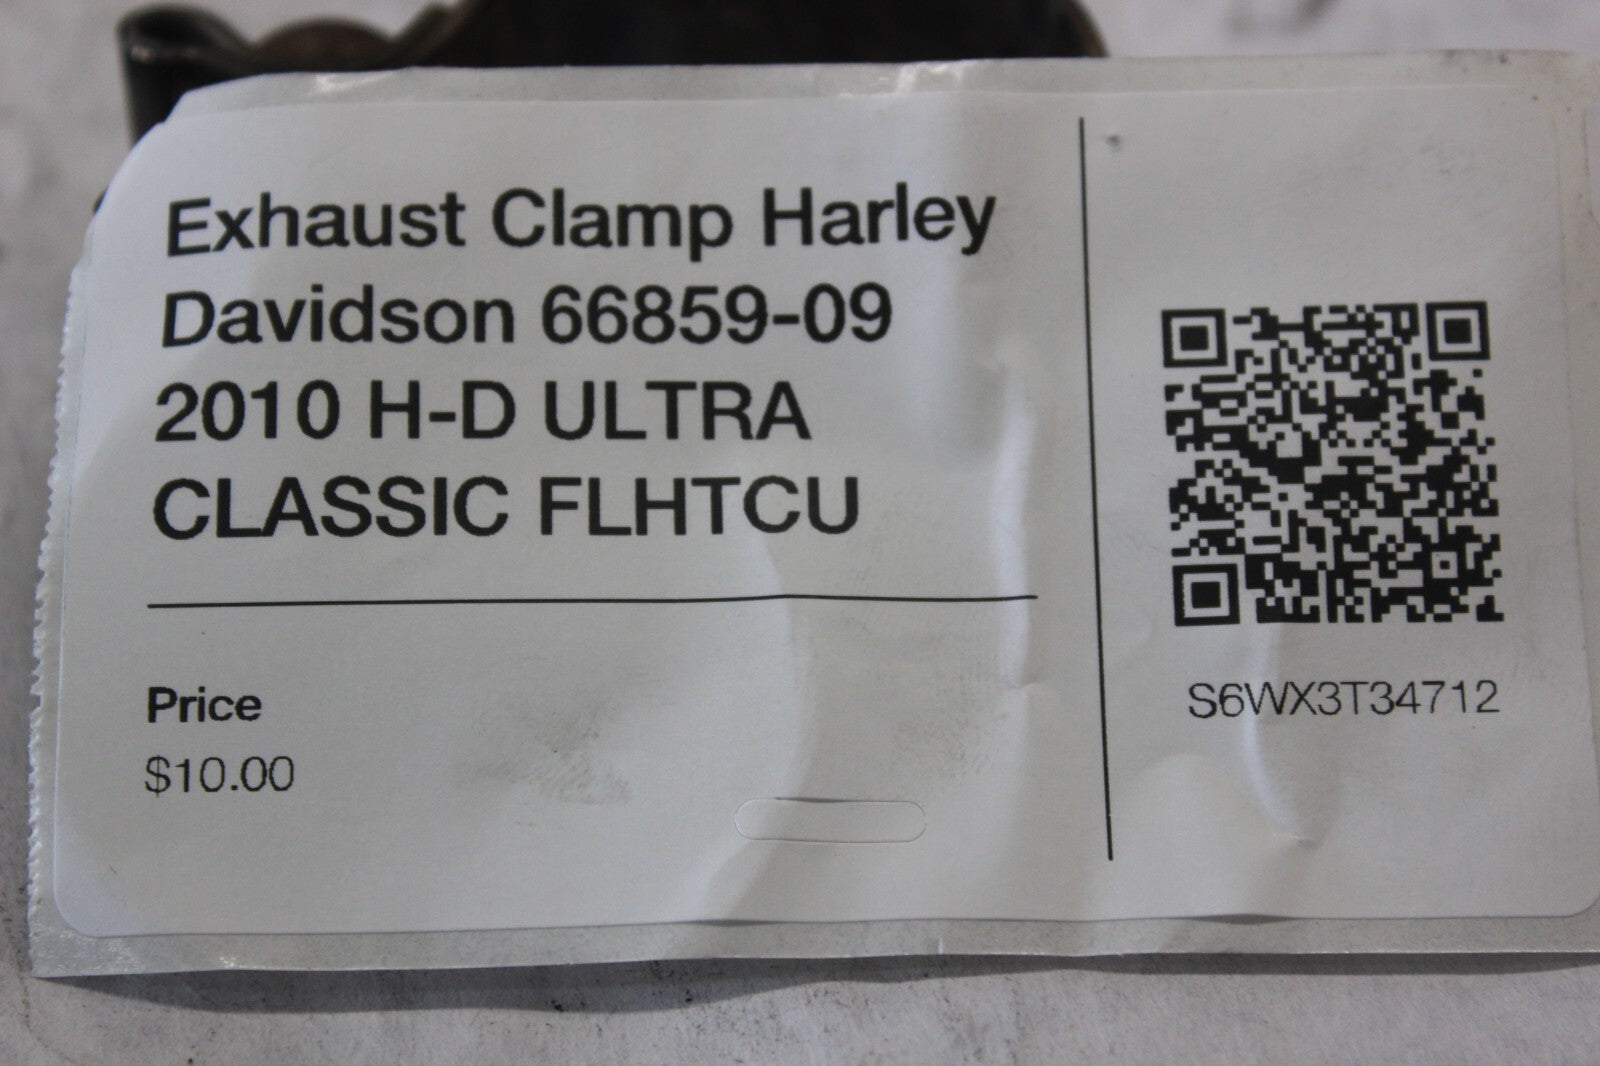 Exhaust Clamp Harley
Davidson 66859-09
2010 H-D ULTRA
CLASSIC FLHTCU
Price
$10.00
S6WX3T34712